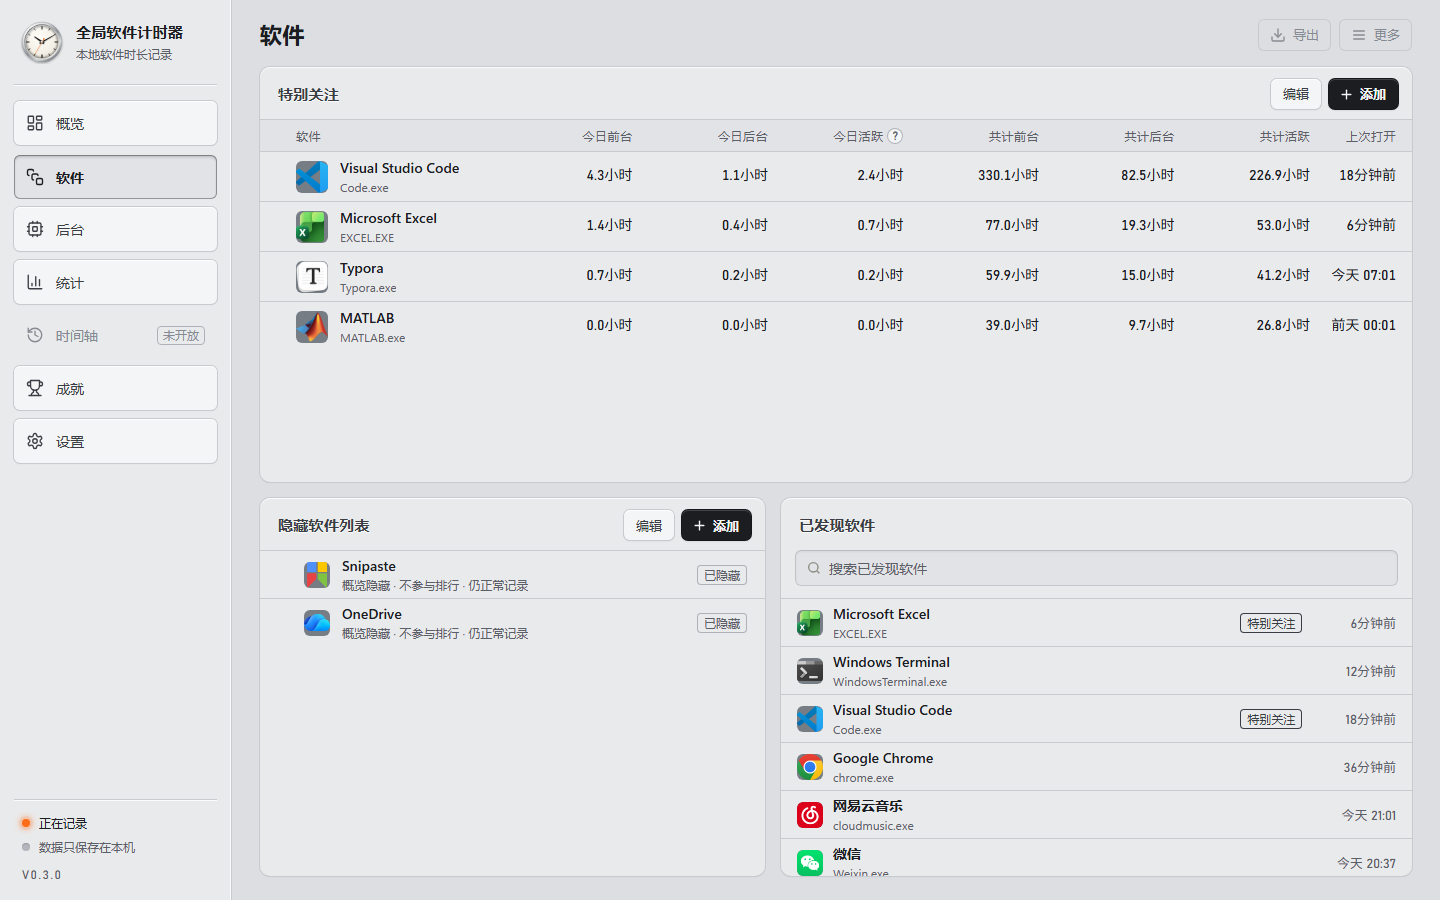 全局软件计时器
本地软件时长记录
概览
软件
后台
统计
时间轴 未开放
成就
设置
正在记录
数据只保存在本机
V0.3.0
软件
导出 更多
特别关注 编辑 + 添加
软件 今日前台 今日后台 今日活跃 ? 共计前台 共计后台 共计活跃 上次打开
Visual Studio Code
Code.exe
4.3小时 1.1小时 2.4小时 330.1小时 82.5小时 226.9小时 18分钟前
Microsoft Excel
EXCEL.EXE
1.4小时 0.4小时 0.7小时 77.0小时 19.3小时 53.0小时 6分钟前
Typora
Typora.exe
0.7小时 0.2小时 0.2小时 59.9小时 15.0小时 41.2小时 今天 07:01
MATLAB
MATLAB.exe
0.0小时 0.0小时 0.0小时 39.0小时 9.7小时 26.8小时 前天 00:01
隐藏软件列表 编辑 + 添加
Snipaste
概览隐藏 · 不参与排行 · 仍正常记录
已隐藏
OneDrive
概览隐藏 · 不参与排行 · 仍正常记录
已隐藏
已发现软件
搜索已发现软件
Microsoft Excel
EXCEL.EXE
特别关注 6分钟前
Windows Terminal
WindowsTerminal.exe
12分钟前
Visual Studio Code
Code.exe
特别关注 18分钟前
Google Chrome
chrome.exe
36分钟前
网易云音乐
cloudmusic.exe
今天 21:01
微信
Weixin.exe
今天 20:37